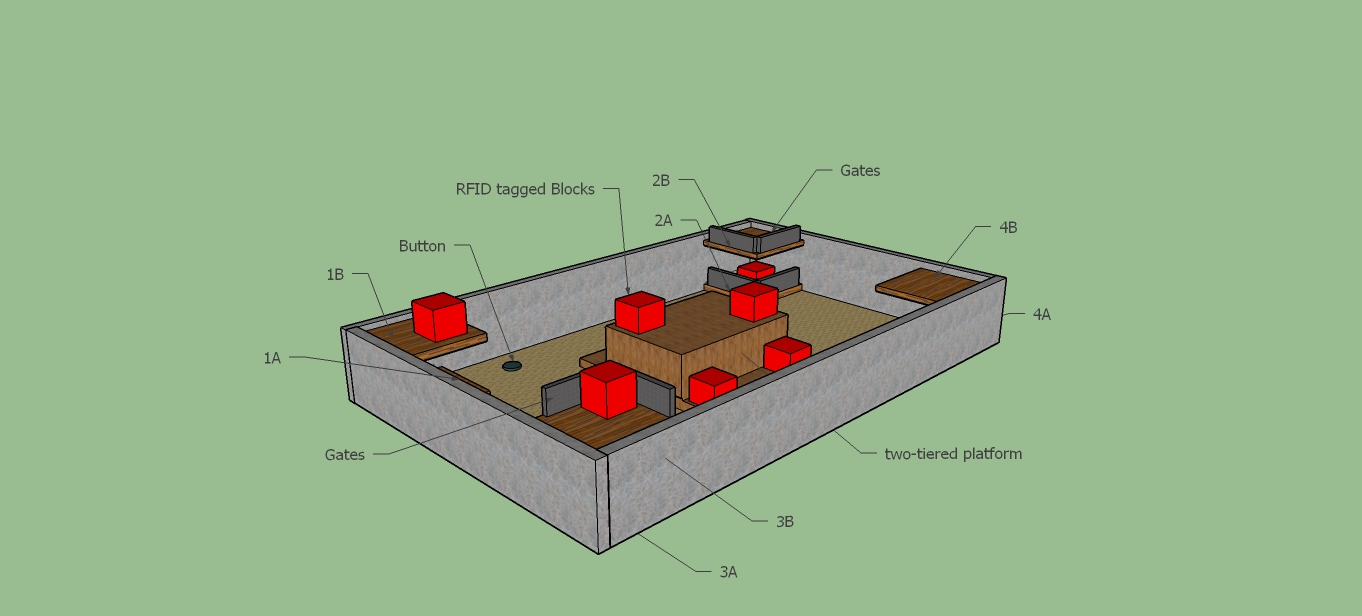 Gates
2B
RFID tagged Blocks
2A
4B
Button
1B
4A
1A
Gates
two-tiered platform
3B
3A